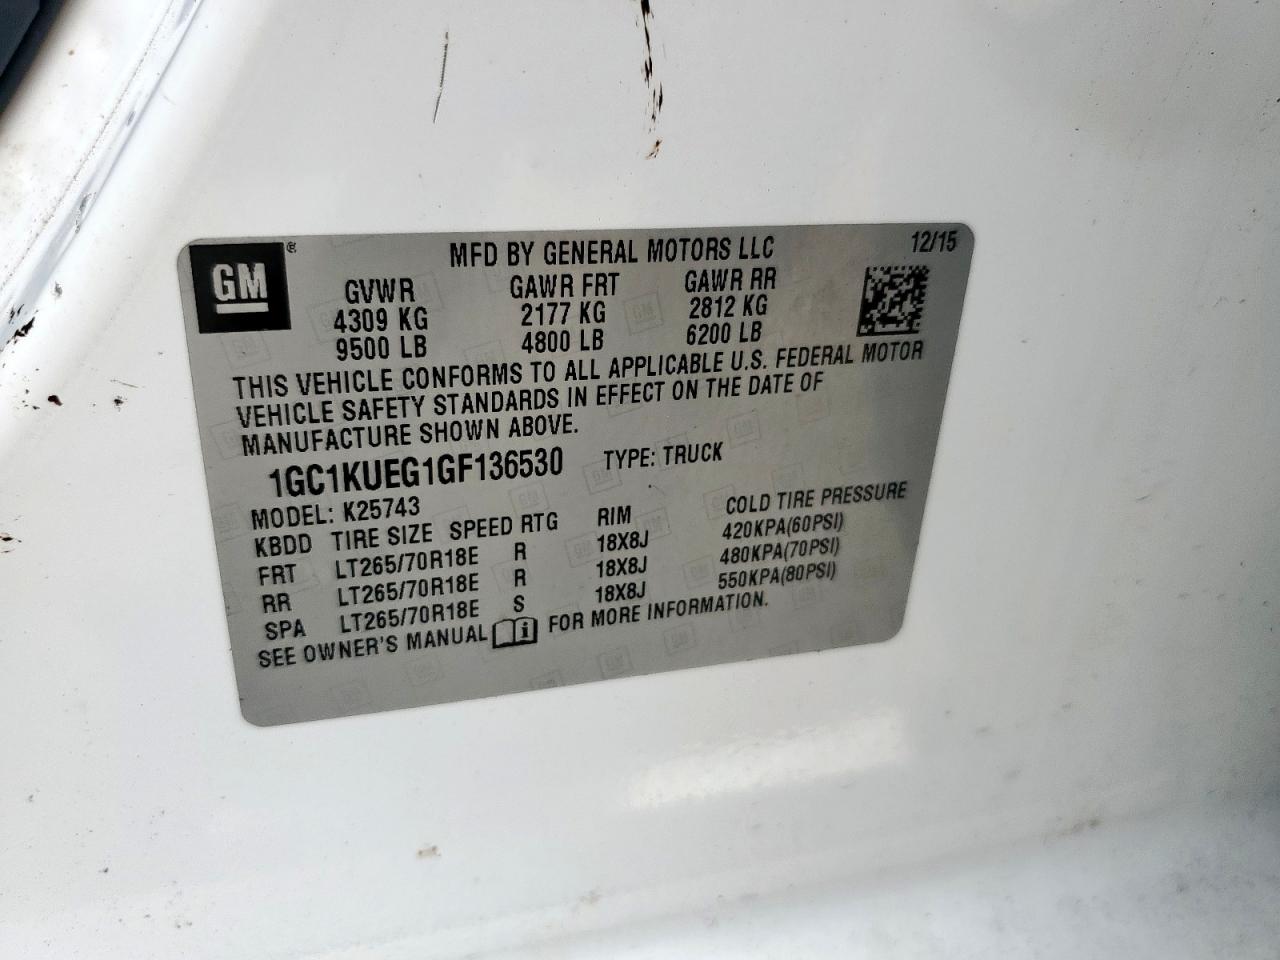 GM ®
MFD BY GENERAL MOTORS LLC 12/15
GVWR GAWR FRT GAWR RR
4309 KG 2177 KG 2812 KG
9500 LB 4800 LB 6200 LB
THIS VEHICLE CONFORMS TO ALL APPLICABLE U.S. FEDERAL MOTOR
VEHICLE SAFETY STANDARDS IN EFFECT ON THE DATE OF
MANUFACTURE SHOWN ABOVE.
1GC1KUEG1GF136530 TYPE: TRUCK
MODEL: K25743
KBDD TIRE SIZE SPEED RTG RIM COLD TIRE PRESSURE
FRT LT265/70R18E R 18X8J 420KPA(60PSI)
RR LT265/70R18E R 18X8J 480KPA(70PSI)
SPA LT265/70R18E S 18X8J 550KPA(80PSI)
SEE OWNER'S MANUAL i FOR MORE INFORMATION.